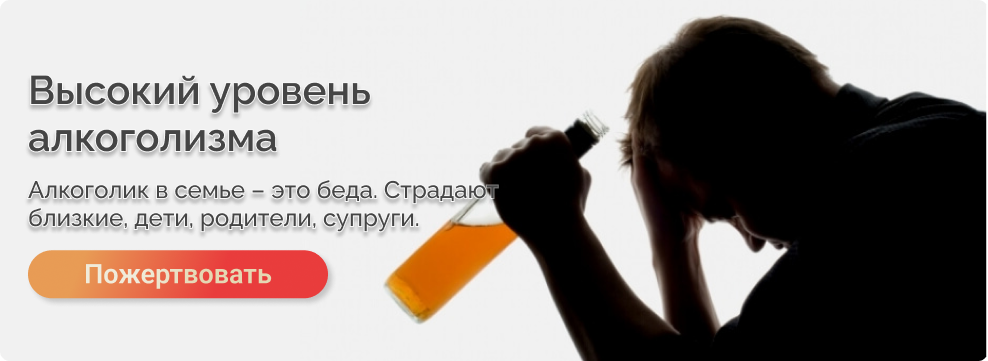 Высокий уровень
алкоголизма
Алкоголик в семье – это беда. Страдают
близкие, дети, родители, супруги.
Пожертвовать